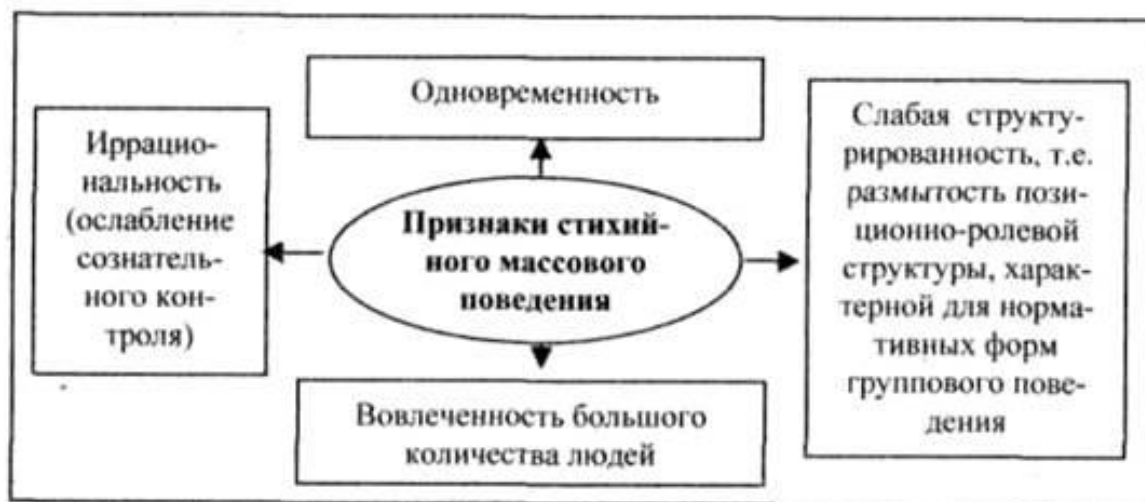 Одновременность
Иррацио-
нальность
(ослабление
сознатель-
ного кон-
троля)
Признаки стихий-
ного массового
поведения
Слабая структу-
рированность, т.е.
размытость пози-
ционно-ролевой
структуры, харак-
терной для норма-
тивных форм
группового пове-
дения
Вовлеченность большого
количества людей